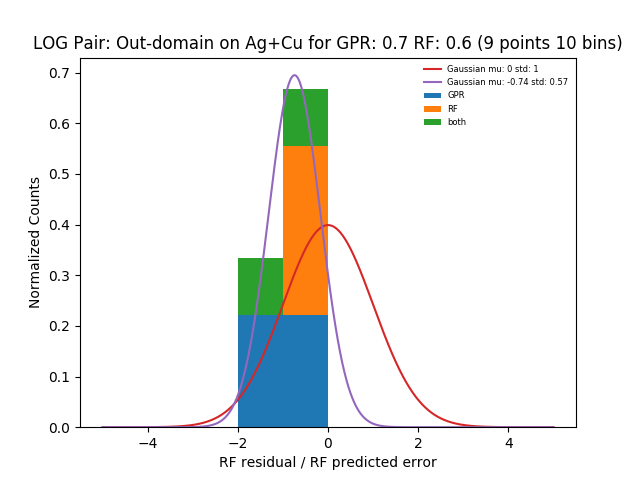 LOG Pair: Out-domain on Ag+Cu for GPR: 0.7 RF: 0.6 (9 points 10 bins)
Gaussian mu: 0 std: 1
Gaussian mu: -0.74 std: 0.57
GPR
RF
both
Normalized Counts
0.7
0.6
0.5
0.4
0.3
0.2
0.1
0.0
−4
−2
0
2
4
RF residual / RF predicted error